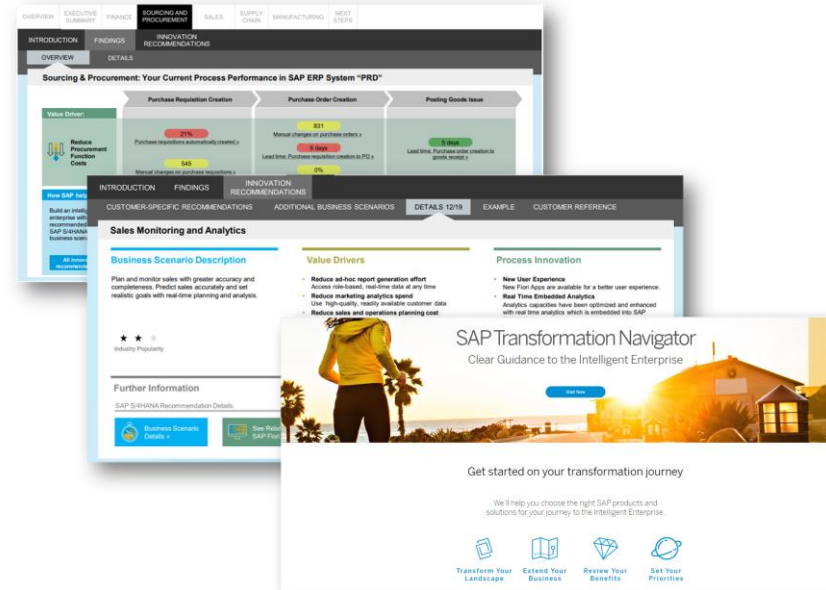 OVERVIEW EXECUTIVE SUMMARY FINANCE SOURCING AND PROCUREMENT SALES SUPPLY CHAIN MANUFACTURING NEXT STEPS
INTRODUCTION FINDINGS INNOVATION RECOMMENDATIONS
OVERVIEW DETAILS
Sourcing & Procurement: Your Current Process Performance in SAP ERP System "PRD"
Purchase Requisition Creation Purchase Order Creation Posting Goods Issue
Value Driver:
Reduce
Procurement
Function
Costs
21%
Purchase requisitions automatically created »
545
Manual changes on purchase requisitions »
831
Manual changes on purchase orders »
8 days
Lead time: Purchase requisition creation to PO »
0%
5 days
Lead time: Purchase order creation to
goods receipt »
How SAP help
Build an intellig
enterprise with
recommended
SAP S/4HANA
business scena
All innov
recommenda
INTRODUCTION FINDINGS INNOVATION RECOMMENDATIONS
CUSTOMER-SPECIFIC RECOMMENDATIONS ADDITIONAL BUSINESS SCENARIOS DETAILS 12/19 EXAMPLE CUSTOMER REFERENCE
Sales Monitoring and Analytics
Business Scenario Description
Plan and monitor sales with greater accuracy and
completeness. Predict sales accurately and set
realistic goals with real-time planning and analysis.
Industry Popularity
Value Drivers
• Reduce ad-hoc report generation effort
Access role-based, real-time data at any time
• Reduce marketing analytics spend
Use high-quality, readily available customer data
• Reduce sales and operations planning cost
Process Innovation
• New User Experience
New Fiori Apps are available for a better user experience.
• Real Time Embedded Analytics
Analytics capacities have been optimized and enhanced
with real time analytics which is embedded into SAP
Further Information
SAP S/4HANA Recommendation Details:
Business Scenario
Details »
See Rela
SAP Fiori
SAP Transformation Navigator
Clear Guidance to the Intelligent Enterprise
Start Now
Get started on your transformation journey
We'll help you choose the right SAP products and
solutions for your journey to the Intelligent Enterprise.
Transform Your
Landscape
Extend Your
Business
Review Your
Benefits
Set Your
Priorities